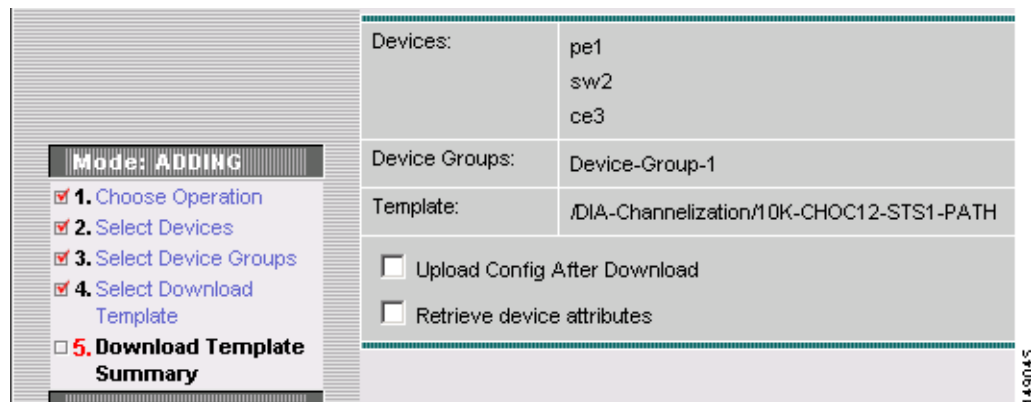 Mode: ADDING
1. Choose Operation
2. Select Devices
3. Select Device Groups
4. Select Download
Template
5. Download Template
Summary
Devices:
pe1
sw2
ce3
Device Groups:
Device-Group-1
Template:
/DIA-Channelization/10K-CHOC12-STS1-PATH
Upload Config After Download
Retrieve device attributes
149045